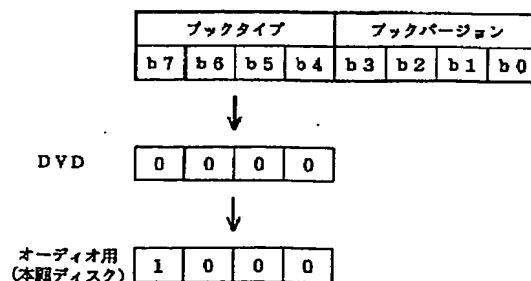 ブックタイプ ブックバージョン
b7 b6 b5 b4 b3 b2 b1 b0
DVD 0 0 0 0
オーディオ用
(本願ディスク) 1 0 0 0